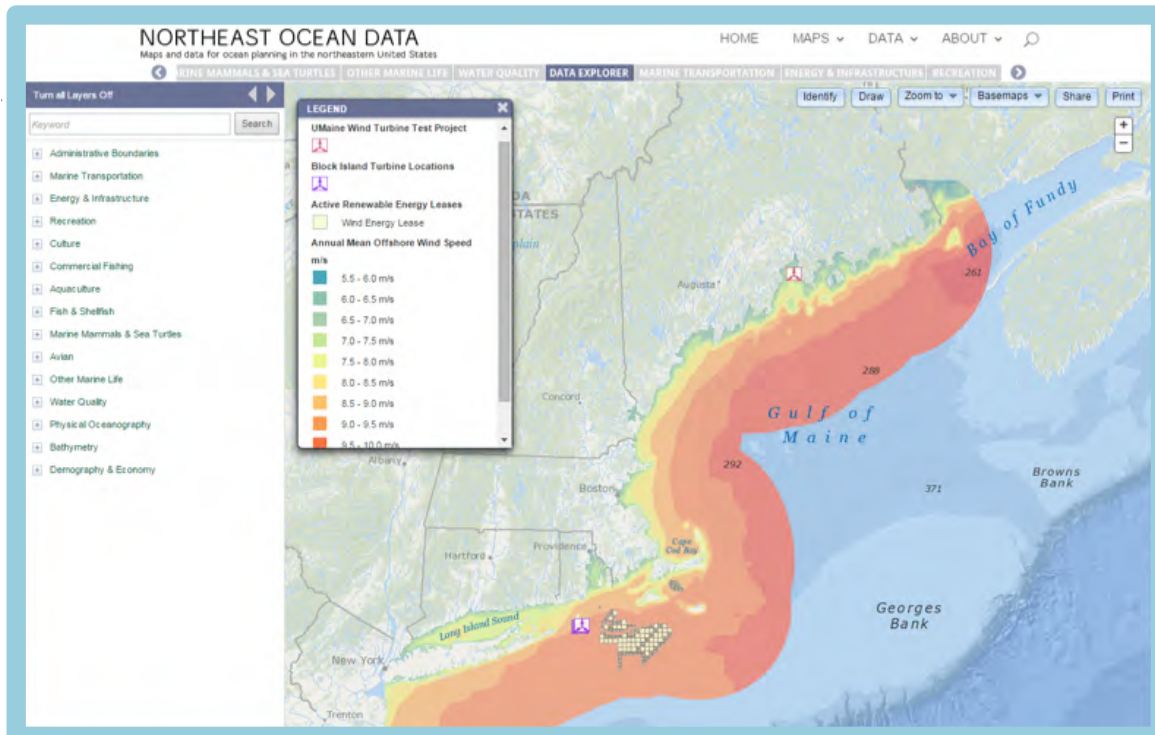 NORTHEAST OCEAN DATA
Maps and data for ocean planning in the northeastern United States
HOME MAPS DATA ABOUT
RINE MAMMALS & SEA TURTLES OTHER MARINE LIFE WATER QUALITY DATA EXPLORER MARINE TRANSPORTATION ENERGY & INFRASTRUCTURE RECREATION
Turn all Layers Off
Keyword Search
Administrative Boundaries
Marine Transportation
Energy & Infrastructure
Recreation
Culture
Commercial Fishing
Aquaculture
Fish & Shellfish
Marine Mammals & Sea Turtles
Avian
Other Marine Life
Water Quality
Physical Oceanography
Bathymetry
Demography & Economy
LEGEND
UMaine Wind Turbine Test Project
Block Island Turbine Locations
Active Renewable Energy Leases
Wind Energy Lease
Annual Mean Offshore Wind Speed
m/s
5.5 - 6.0 m/s
6.0 - 6.5 m/s
6.5 - 7.0 m/s
7.0 - 7.5 m/s
7.5 - 8.0 m/s
8.0 - 8.5 m/s
8.5 - 9.0 m/s
9.0 - 9.5 m/s
9.5 - 10.0 m/s
Identify Draw Zoom to Basemaps Share Print
+
−
DA
STATES
plain
Bay of Fundy
261
Augusta
288
Concord
Gulf of
Maine
Albany
292
371
Browns
Bank
Boston
Cape
Cod Bay
Providence
Hartford
Georges
Bank
Long Island Sound
New York
Trenton